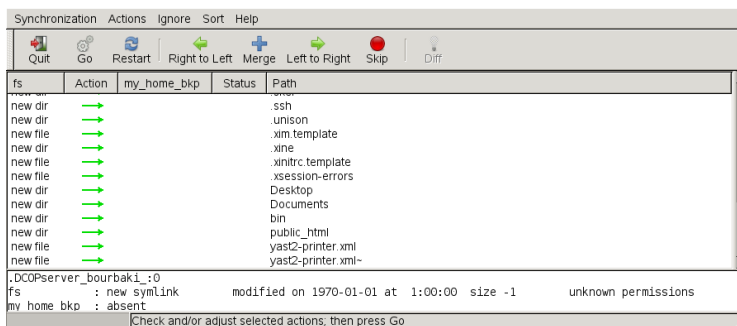 Synchronization Actions Ignore Sort Help
Quit Go Restart Right to Left Merge Left to Right Skip Diff
fs Action my_home_bkp Status Path
new dir .ssh
new dir .unison
new file .xim.template
new dir .xine
new file .xinitrc.template
new file .xsession-errors
new dir Desktop
new dir Documents
new dir bin
new dir public_html
new file yast2-printer.xml
new file yast2-printer.xml~
.DCOPserver_bourbaki_:0
fs : new symlink modified on 1970-01-01 at 1:00:00 size -1 unknown permissions
my_home_bkp : absent
Check and/or adjust selected actions; then press Go